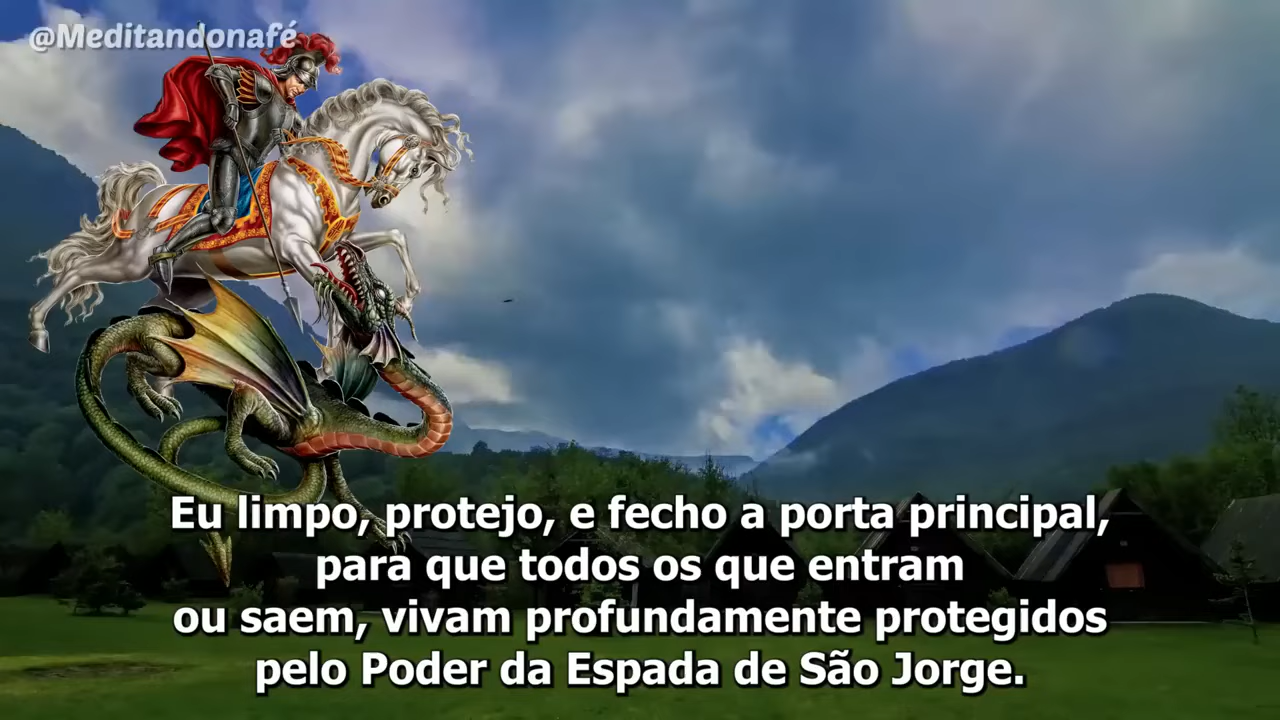 @Meditandonafé
Eu limpo, protejo, e fecho a porta principal,
para que todos os que entram
ou saem, vivam profundamente protegidos
pelo Poder da Espada de São Jorge.